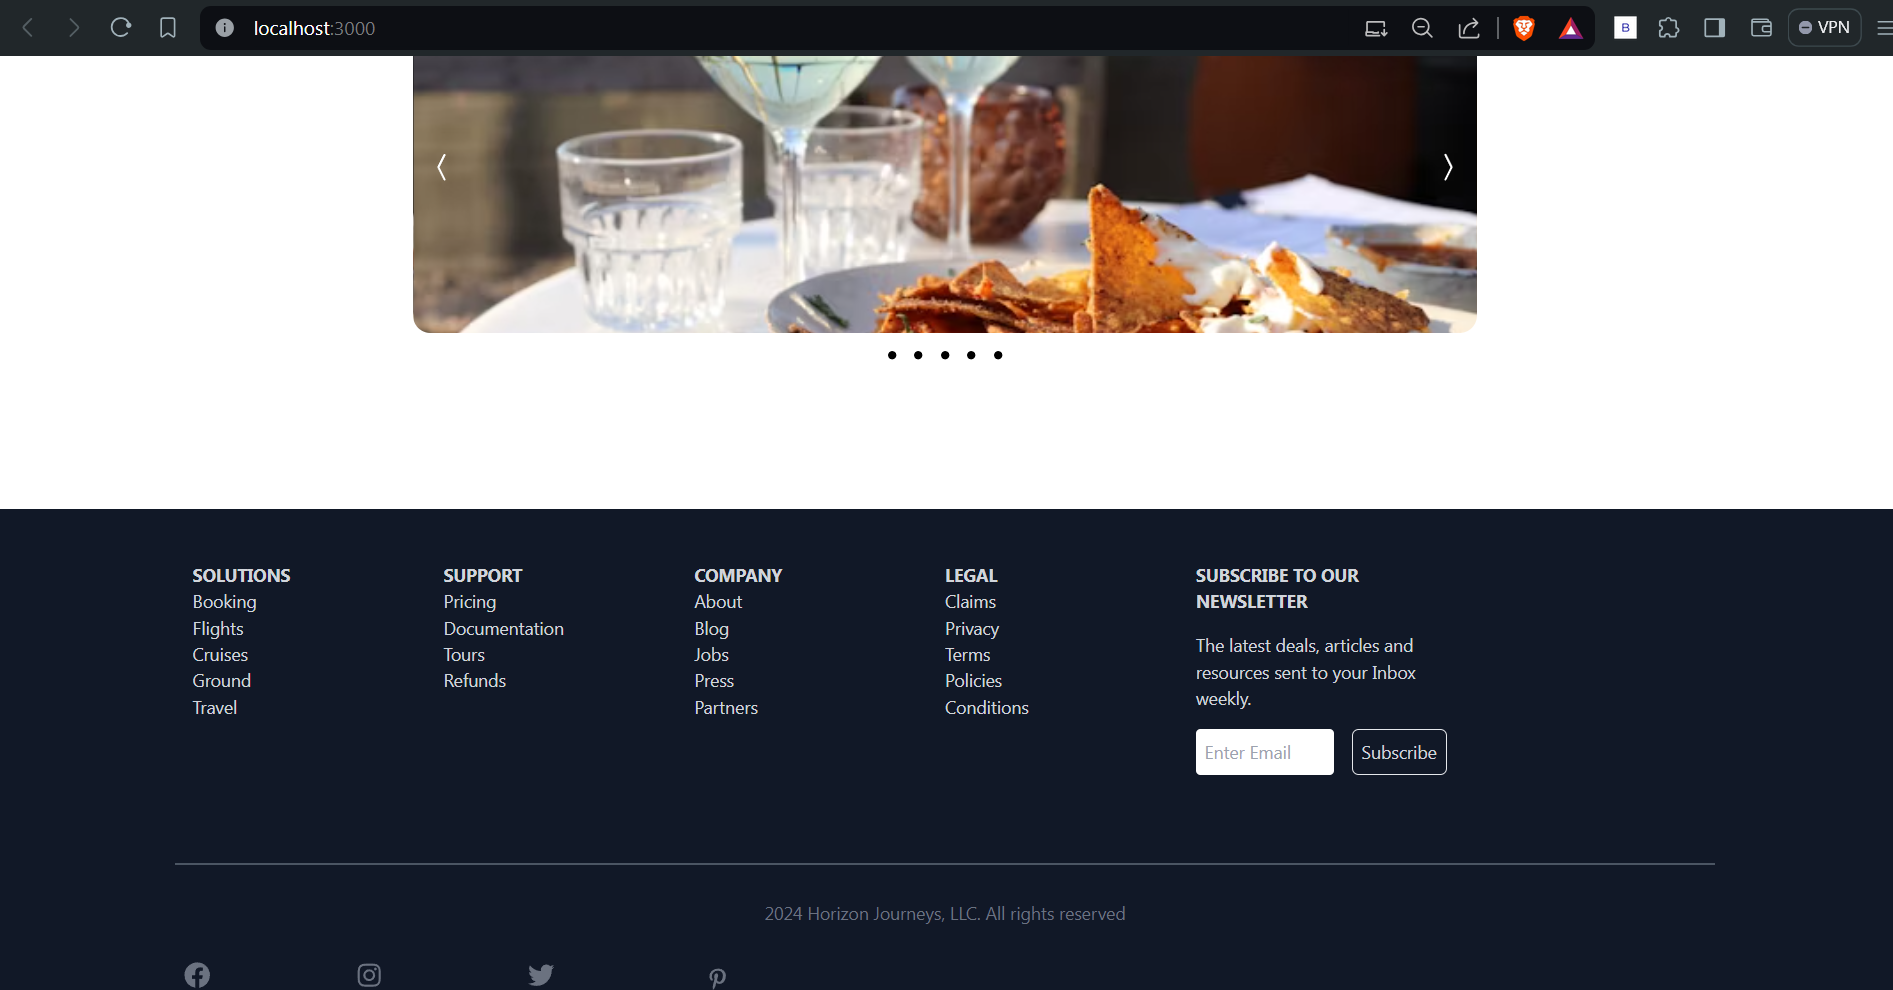 localhost:3000
B
VPN
SOLUTIONS
Booking
Flights
Cruises
Ground
Travel
SUPPORT
Pricing
Documentation
Tours
Refunds
COMPANY
About
Blog
Jobs
Press
Partners
LEGAL
Claims
Privacy
Terms
Policies
Conditions
SUBSCRIBE TO OUR
NEWSLETTER
The latest deals, articles and
resources sent to your Inbox
weekly.
Enter Email
Subscribe
2024 Horizon Journeys, LLC. All rights reserved